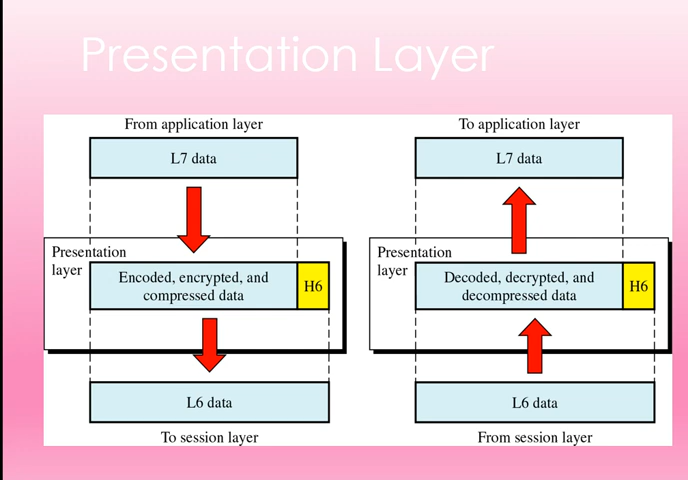 Presentation Layer
From application layer
L7 data
Presentation
layer
Encoded, encrypted, and
compressed data
H6
L6 data
To session layer
To application layer
L7 data
Presentation
layer
Decoded, decrypted, and
decompressed data
H6
L6 data
From session layer